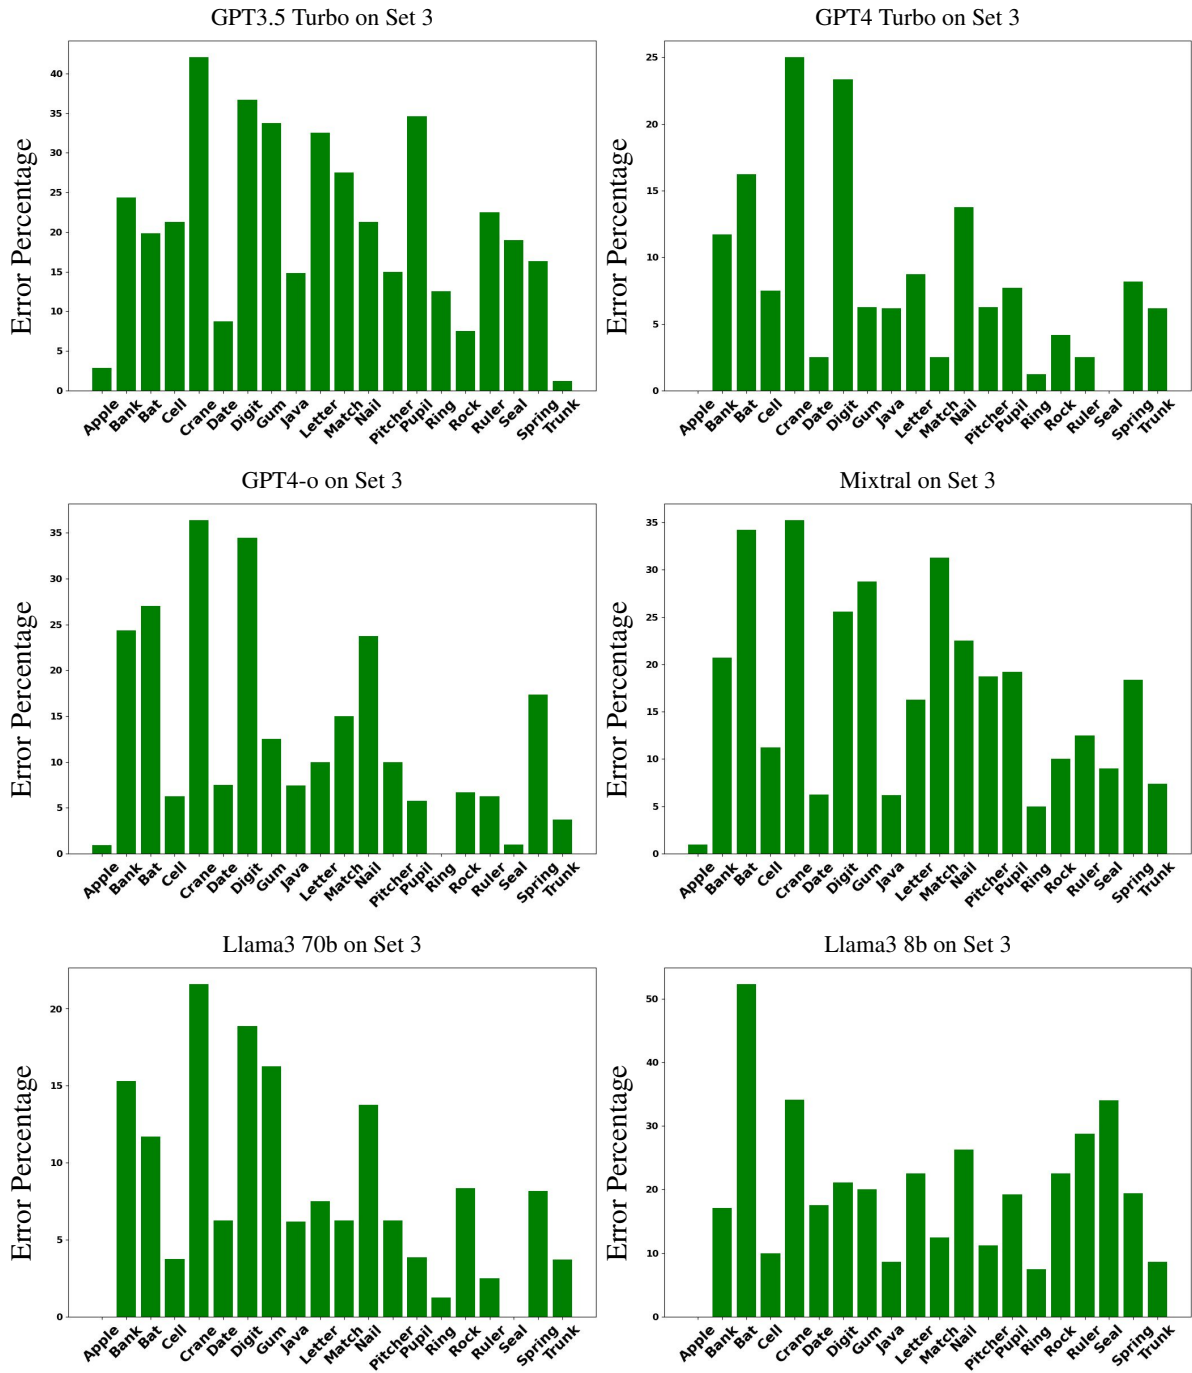 GPT3.5 Turbo on Set 3
Error Percentage
40
35
30
25
20
15
10
5
0
Apple Bank Bat Cell Crane Date Digit Gum Java Letter Match Nail Pitcher Pupil Ring Rock Ruler Seal Spring Trunk
GPT4 Turbo on Set 3
Error Percentage
25
20
15
10
5
0
Apple Bank Bat Cell Crane Date Digit Gum Java Letter Match Nail Pitcher Pupil Ring Rock Ruler Seal Spring Trunk
GPT4-o on Set 3
Error Percentage
35
30
25
20
15
10
5
0
Apple Bank Bat Cell Crane Date Digit Gum Java Letter Match Nail Pitcher Pupil Ring Rock Ruler Seal Spring Trunk
Mixtral on Set 3
Error Percentage
35
30
25
20
15
10
5
0
Apple Bank Bat Cell Crane Date Digit Gum Java Letter Match Nail Pitcher Pupil Ring Rock Ruler Seal Spring Trunk
Llama3 70b on Set 3
Error Percentage
20
15
10
5
0
Apple Bank Bat Cell Crane Date Digit Gum Java Letter Match Nail Pitcher Pupil Ring Rock Ruler Seal Spring Trunk
Llama3 8b on Set 3
Error Percentage
50
40
30
20
10
0
Apple Bank Bat Cell Crane Date Digit Gum Java Letter Match Nail Pitcher Pupil Ring Rock Ruler Seal Spring Trunk